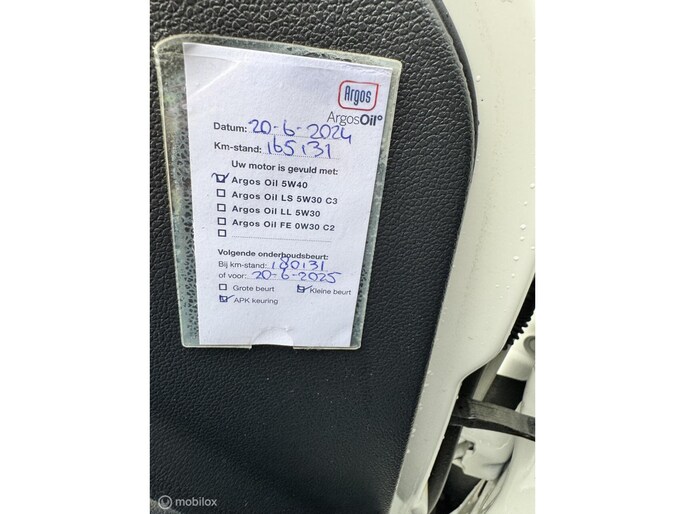 Argos
ArgosOil
Datum: 20-6-2024
Km-stand: 165131
Uw motor is gevuld met:
Argos Oil 5W40
Argos Oil LS 5W30 C3
Argos Oil LL 5W30
Argos Oil FE 0W30 C2
Volgende onderhoudsbeurt:
Bij km-stand: 180131
of voor: 20-6-2025
Grote beurt Kleine beurt
APK keuring
mobilox